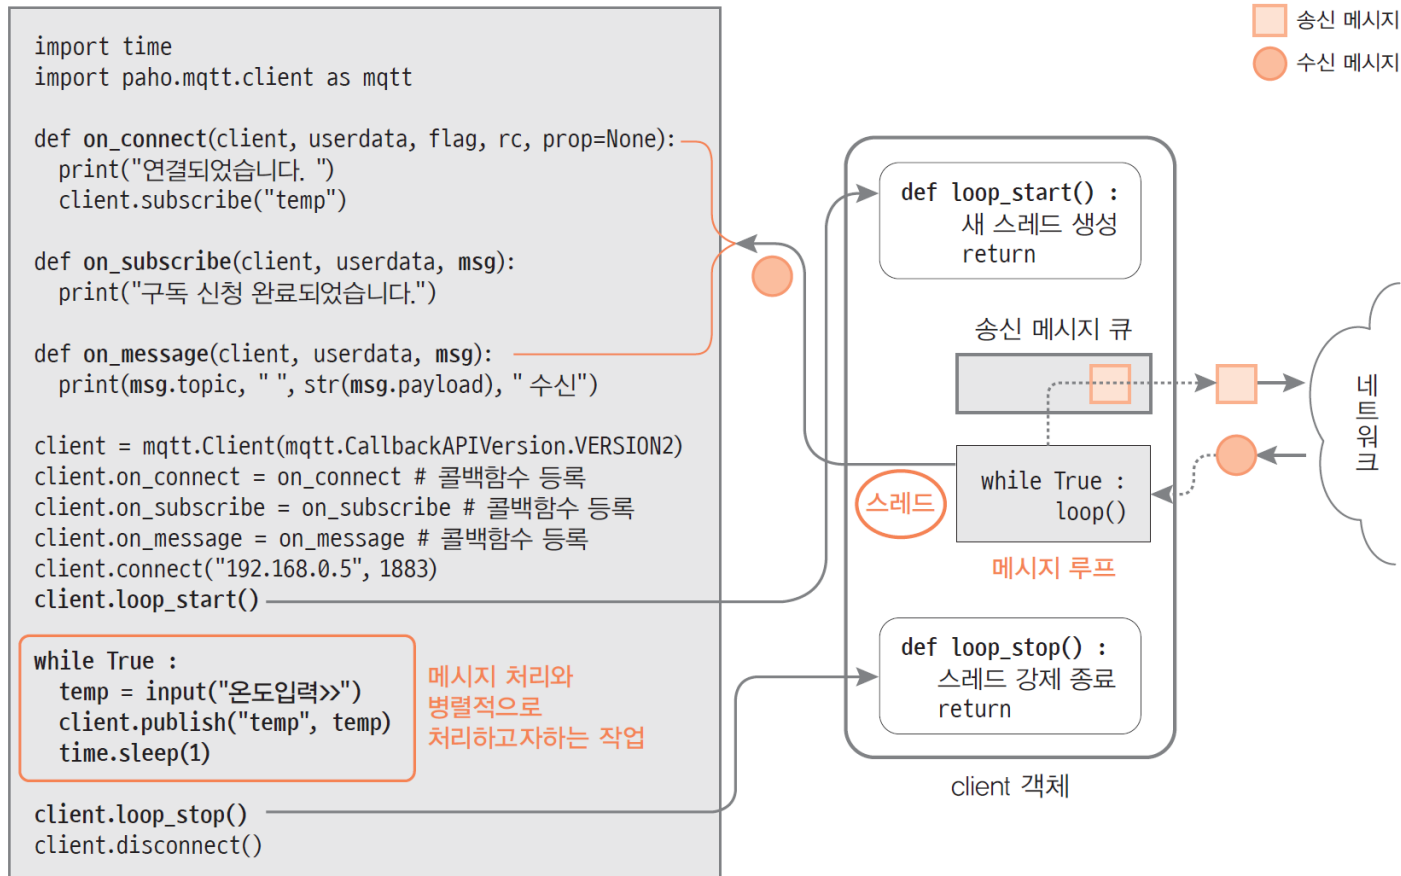 import time
import paho.mqtt.client as mqtt
def on_connect(client, userdata, flag, rc, prop=None):
print("연결되었습니다. ")
client.subscribe("temp")
def on_subscribe(client, userdata, msg):
print("구독 신청 완료되었습니다.")
def on_message(client, userdata, msg):
print(msg.topic, " ", str(msg.payload), " 수신")
client = mqtt.Client(mqtt.CallbackAPIVersion.VERSION2)
client.on_connect = on_connect # 콜백함수 등록
client.on_subscribe = on_subscribe # 콜백함수 등록
client.on_message = on_message # 콜백함수 등록
client.connect("192.168.0.5", 1883)
client.loop_start()
while True :
temp = input("온도입력>>")
client.publish("temp", temp)
time.sleep(1)
메시지 처리와
병렬적으로
처리하고자하는 작업
client.loop_stop()
client.disconnect()
송신 메시지
수신 메시지
def loop_start() :
새 스레드 생성
return
송신 메시지 큐
스레드
while True :
loop()
메시지 루프
def loop_stop() :
스레드 강제 종료
return
client 객체
네트워크